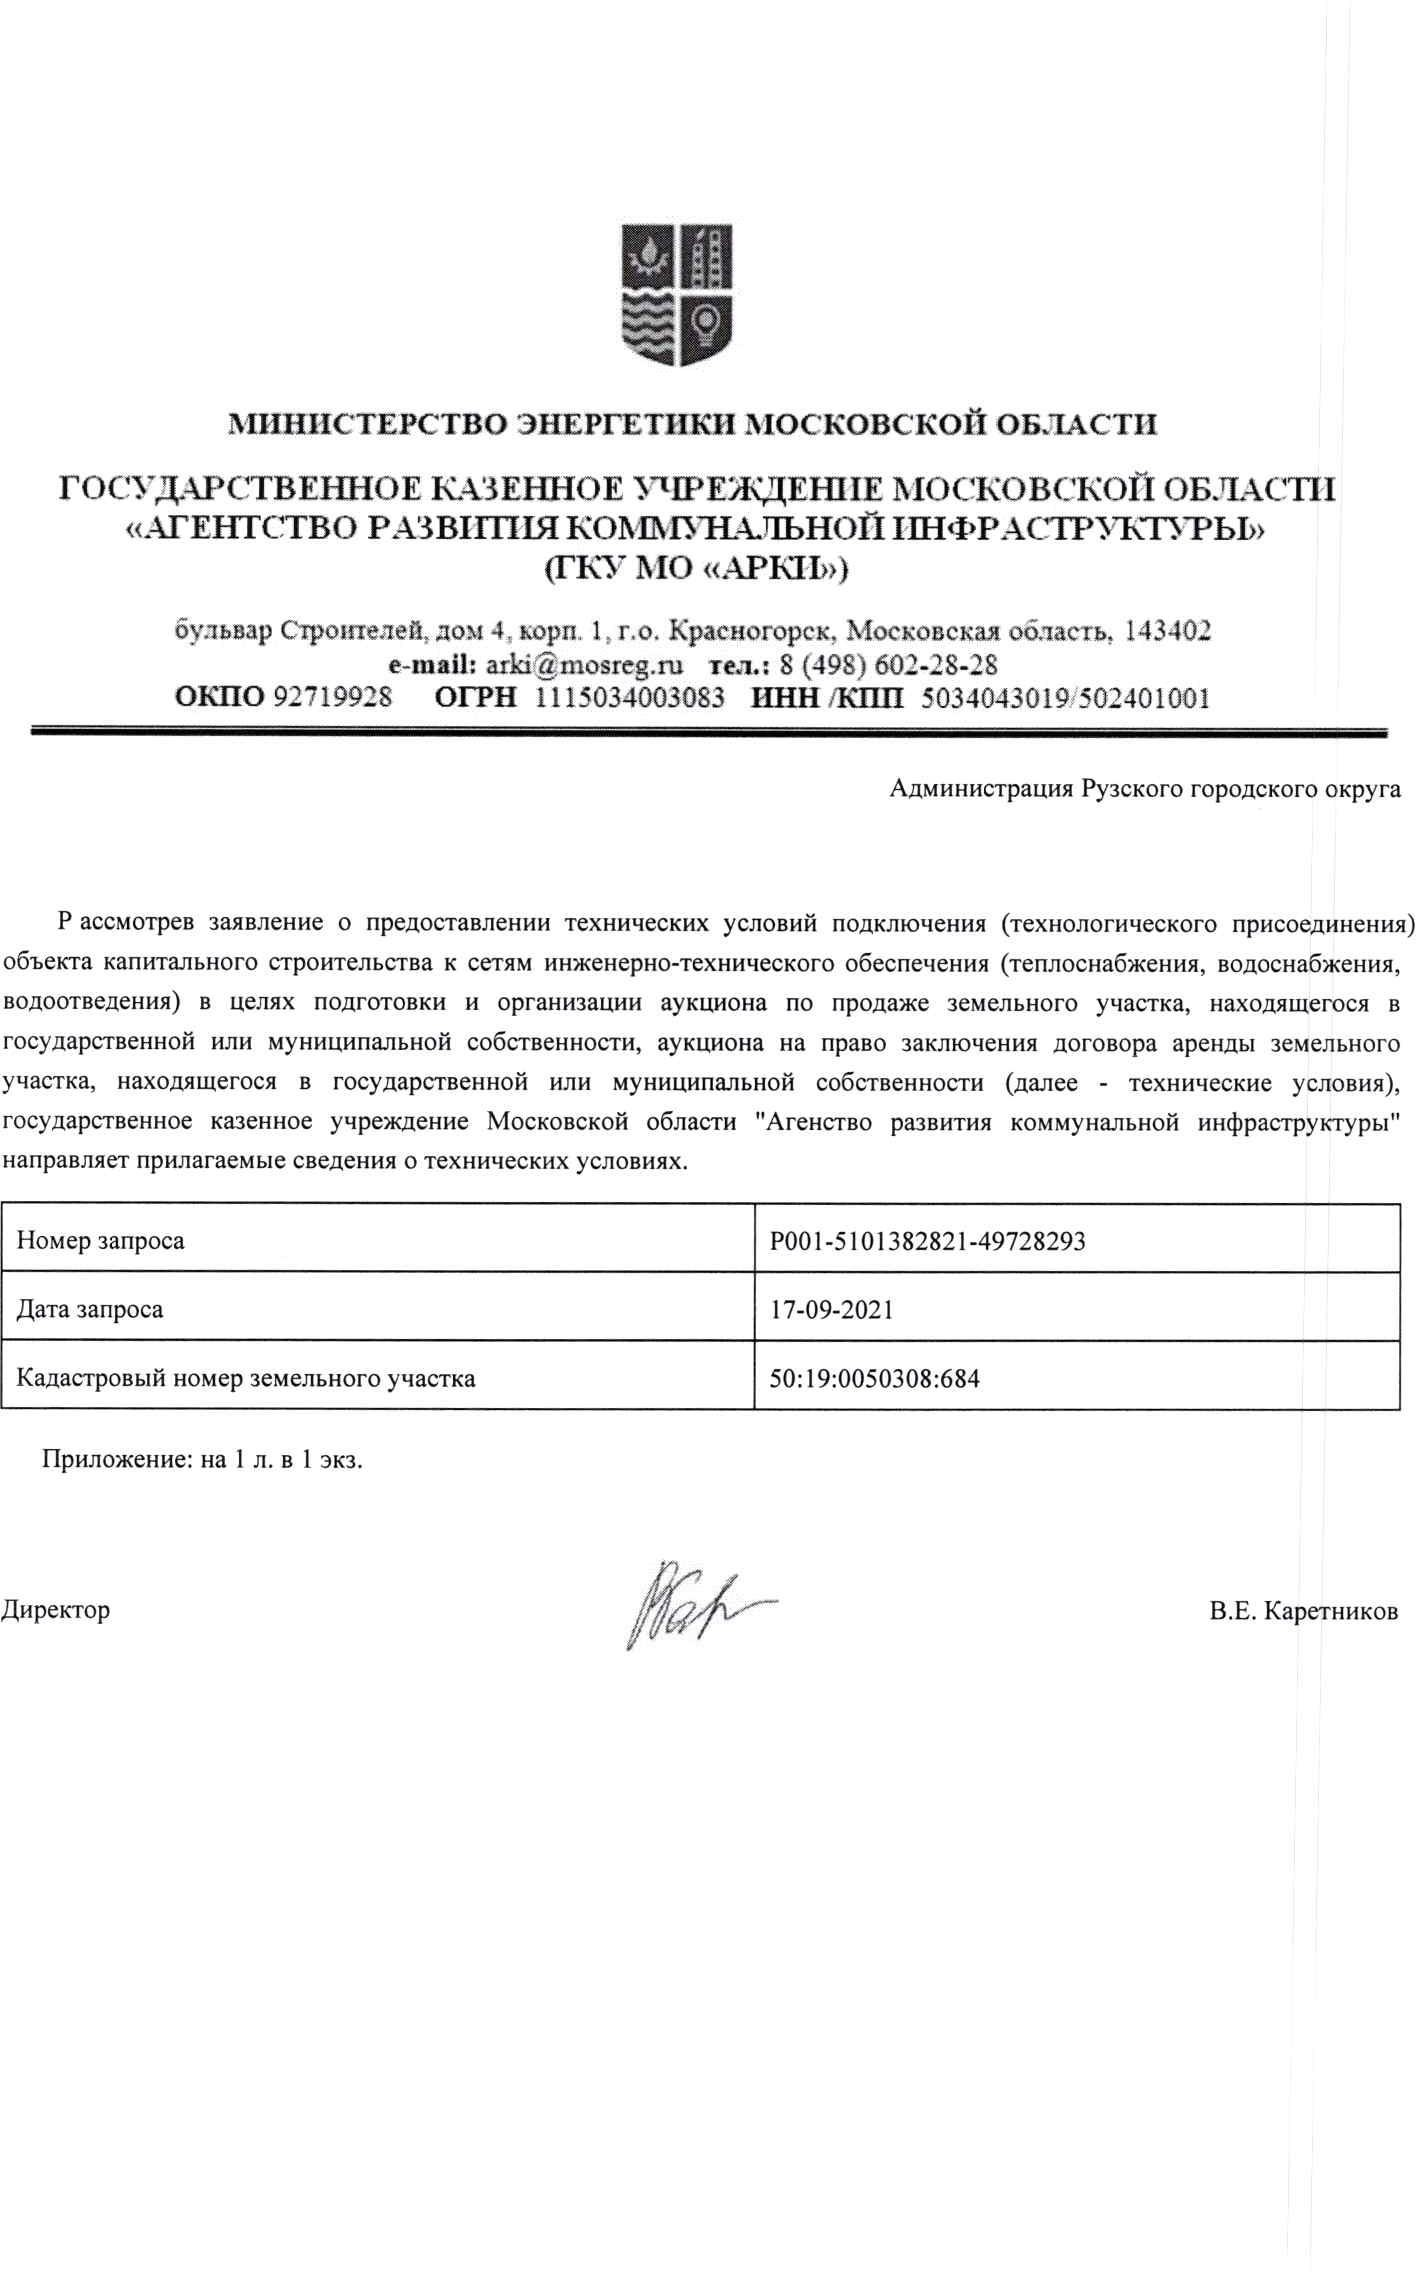 МИНИСТЕРСТВО ЭНЕРГЕТИКИ МОСКОВСКОЙ ОБЛАСТИ
ГОСУДАРСТВЕННОЕ КАЗЕННОЕ УЧРЕЖДЕНИЕ МОСКОВСКОЙ ОБЛАСТИ
«АГЕНТСТВО РАЗВИТИЯ КОММУНАЛЬНОЙ ИНФРАСТРУКТУРЫ»
(ГКУ МО «АРКИ»)
бульвар Строителей, дом 4, корп. 1, г.о. Красногорск, Московская область, 143402
e-mail: arki@mosreg.ru тел.: 8 (498) 602-28-28
ОКПО 92719928 ОГРН 1115034003083 ИНН /КПП 5034043019/502401001
Администрация Рузского городского округа
Р ассмотрев заявление о предоставлении технических условий подключения (технологического присоединения)
объекта капитального строительства к сетям инженерно-технического обеспечения (теплоснабжения, водоснабжения,
водоотведения) в целях подготовки и организации аукциона по продаже земельного участка, находящегося в
государственной или муниципальной собственности, аукциона на право заключения договора аренды земельного
участка, находящегося в государственной или муниципальной собственности (далее - технические условия),
государственное казенное учреждение Московской области "Агенство развития коммунальной инфраструктуры"
направляет прилагаемые сведения о технических условиях.
Номер запроса P001-5101382821-49728293
Дата запроса 17-09-2021
Кадастровый номер земельного участка 50:19:0050308:684
Приложение: на 1 л. в 1 экз.
Директор В.Е. Каретников